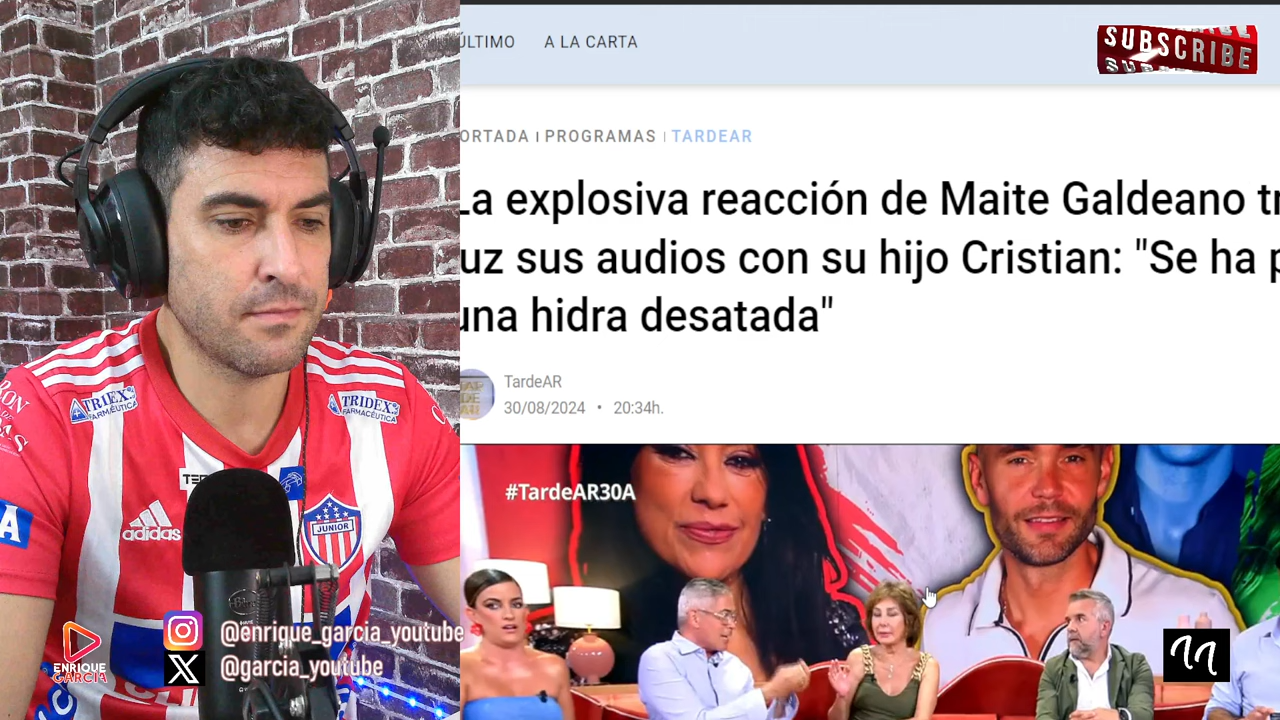 ÚLTIMO A LA CARTA
SUBSCRIBE
ORTADA | PROGRAMAS | TARDEAR
La explosiva reacción de Maite Galdeano tr
uz sus audios con su hijo Cristian: "Se ha p
una hidra desatada"
TardeAR
30/08/2024 • 20:34h.
#TardeAR30A
TRIDEX
FARMACÉUTICA
TRIDEX
FARMACÉUTICA
adidas
JUNIOR
@enrique_garcia_youtube
@garcia_youtube
ENRIQUE
GARCIA